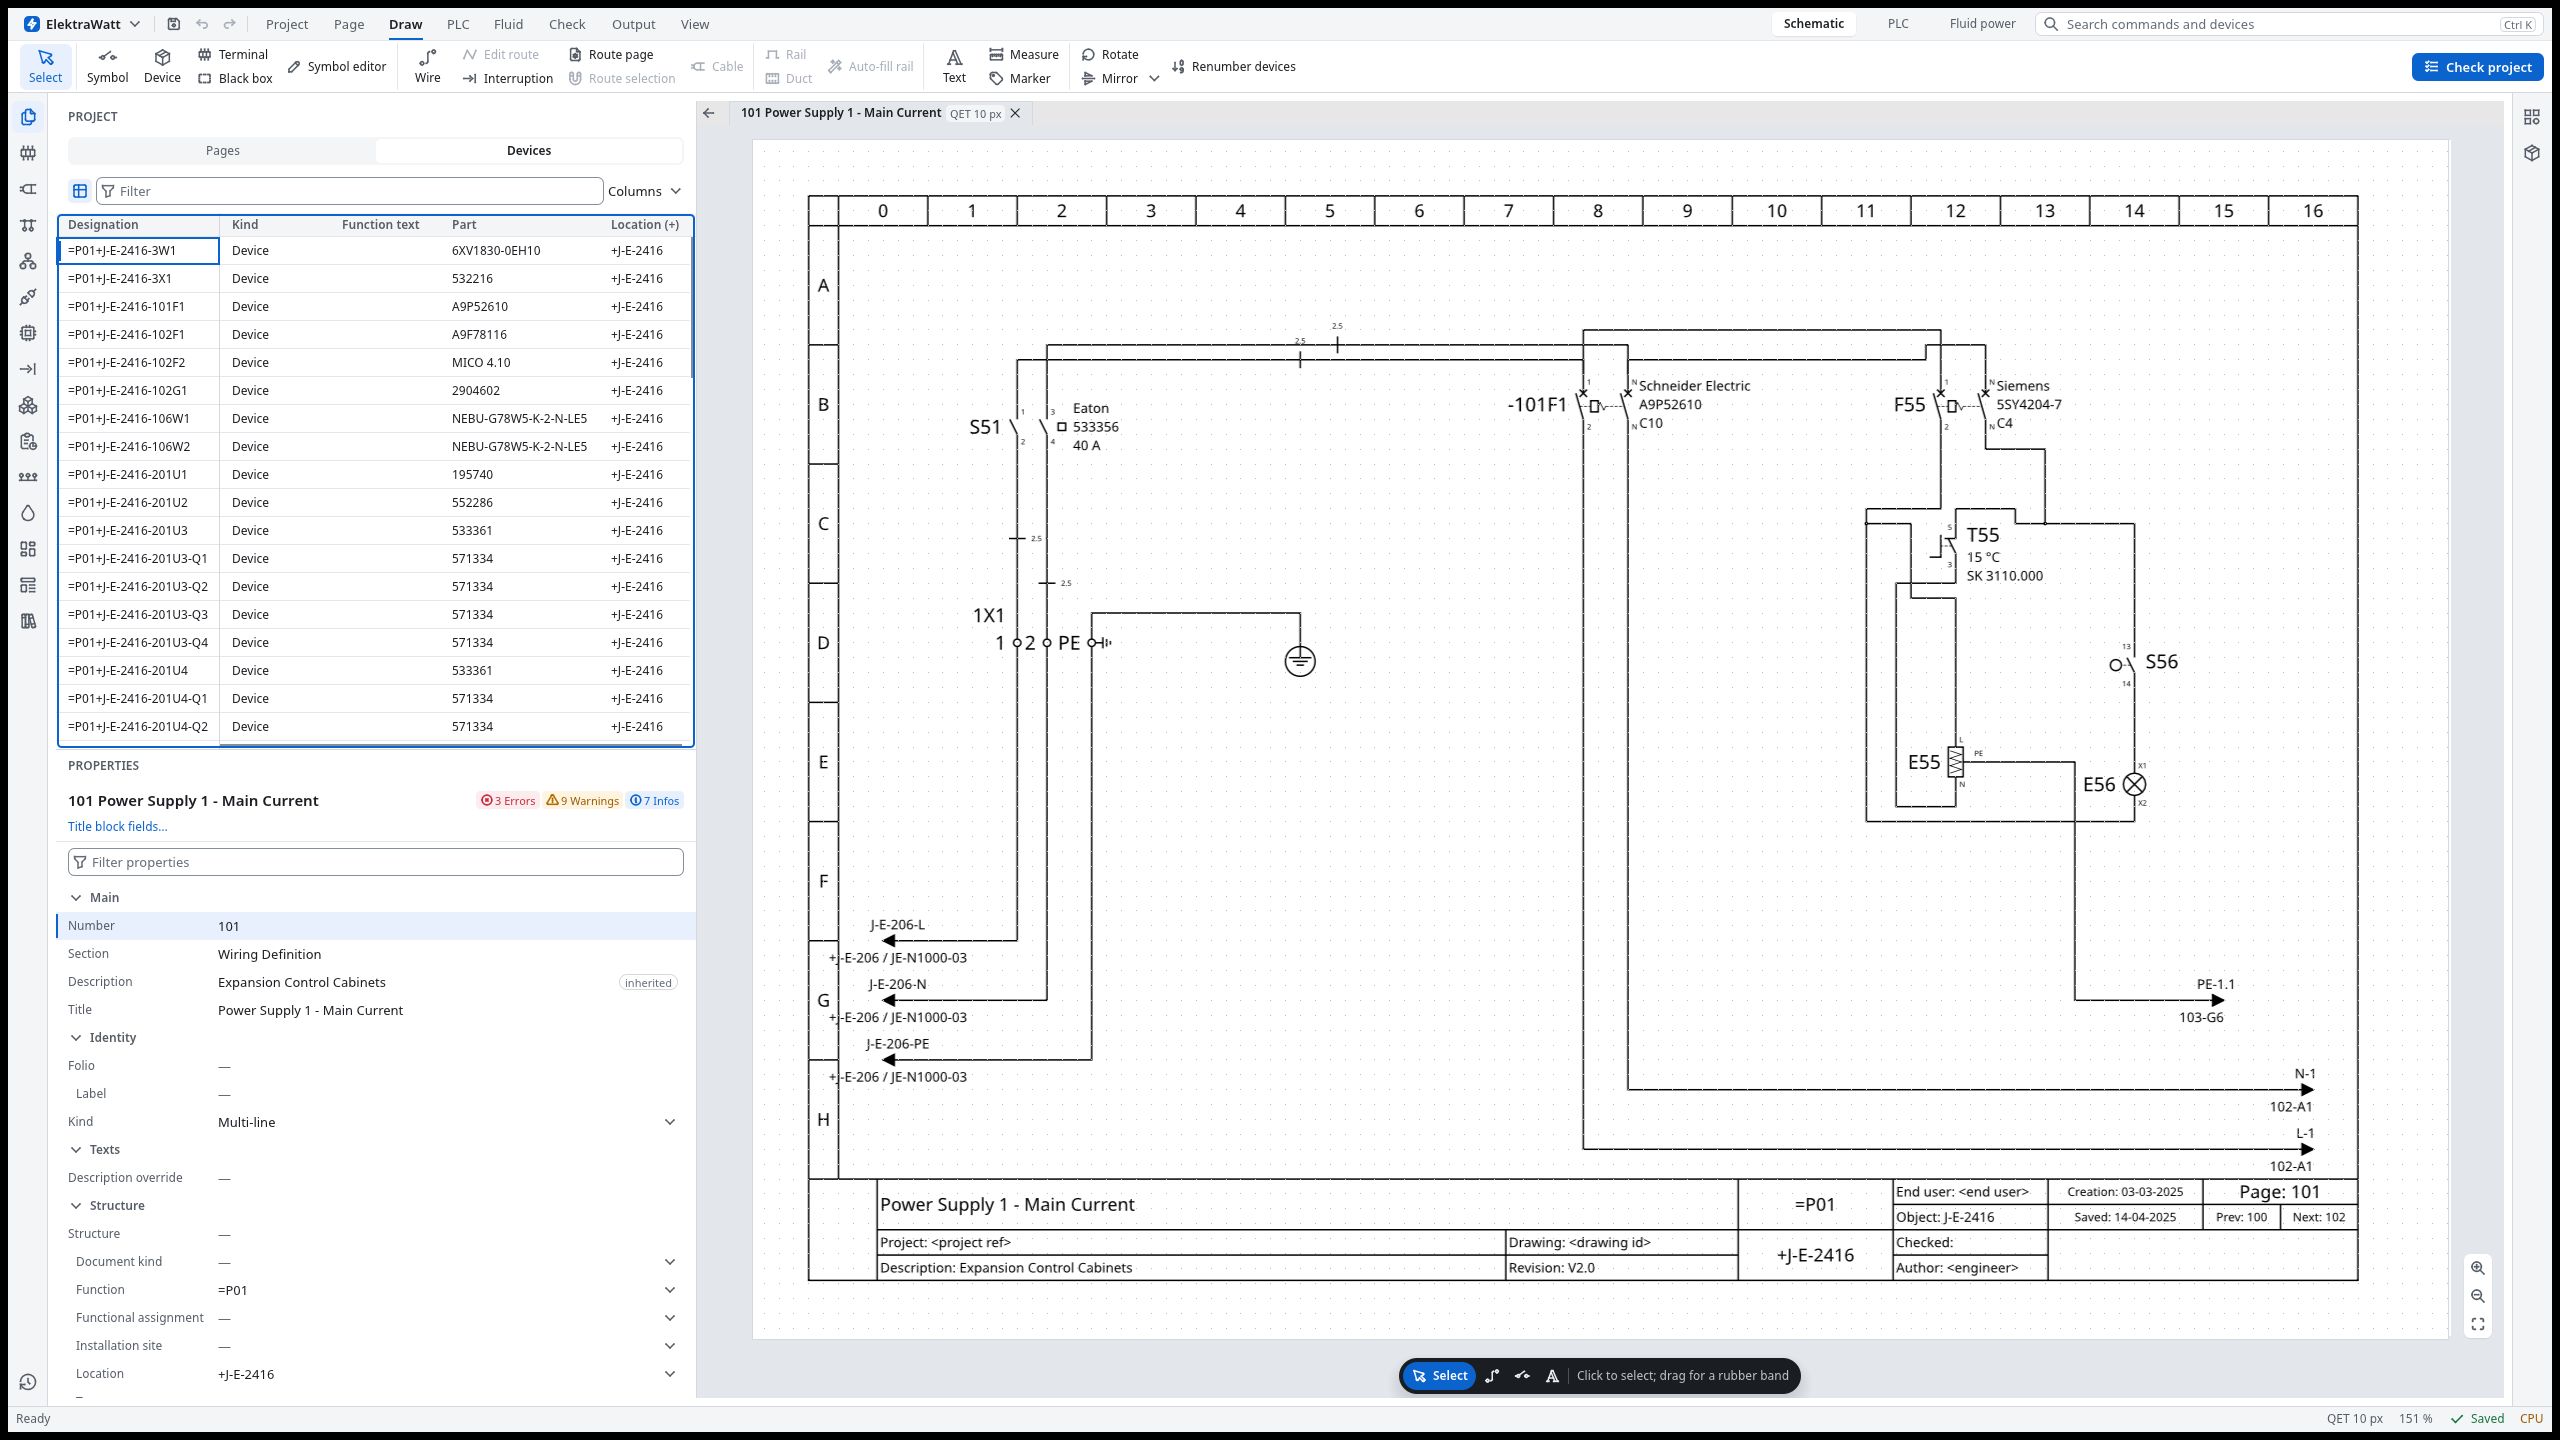 ElektraWatt Project Page Draw PLC Fluid Check Output View Schematic PLC Fluid power Search commands and devices Ctrl K
Select Symbol Device Terminal Black box Symbol editor Wire Edit route Interruption Route page Route selection Cable Rail Duct Auto-fill rail Text Measure Marker Rotate Mirror Renumber devices Check project
PROJECT
101 Power Supply 1 - Main Current QET 10 px
Pages Devices
Filter Columns
Designation Kind Function text Part Location (+)
=P01+J-E-2416-3W1 Device 6XV1830-0EH10 +J-E-2416
=P01+J-E-2416-3X1 Device 532216 +J-E-2416
=P01+J-E-2416-101F1 Device A9P52610 +J-E-2416
=P01+J-E-2416-102F1 Device A9F78116 +J-E-2416
=P01+J-E-2416-102F2 Device MICO 4.10 +J-E-2416
=P01+J-E-2416-102G1 Device 2904602 +J-E-2416
=P01+J-E-2416-106W1 Device NEBU-G78W5-K-2-N-LE5 +J-E-2416
=P01+J-E-2416-106W2 Device NEBU-G78W5-K-2-N-LE5 +J-E-2416
=P01+J-E-2416-201U1 Device 195740 +J-E-2416
=P01+J-E-2416-201U2 Device 552286 +J-E-2416
=P01+J-E-2416-201U3 Device 533361 +J-E-2416
=P01+J-E-2416-201U3-Q1 Device 571334 +J-E-2416
=P01+J-E-2416-201U3-Q2 Device 571334 +J-E-2416
=P01+J-E-2416-201U3-Q3 Device 571334 +J-E-2416
=P01+J-E-2416-201U3-Q4 Device 571334 +J-E-2416
=P01+J-E-2416-201U4 Device 533361 +J-E-2416
=P01+J-E-2416-201U4-Q1 Device 571334 +J-E-2416
=P01+J-E-2416-201U4-Q2 Device 571334 +J-E-2416
PROPERTIES
101 Power Supply 1 - Main Current 3 Errors 9 Warnings 7 Infos
Title block fields...
Filter properties
Main
Number 101
Section Wiring Definition
Description Expansion Control Cabinets inherited
Title Power Supply 1 - Main Current
Identity
Folio —
Label —
Kind Multi-line
Texts
Description override —
Structure
Structure —
Document kind —
Function =P01
Functional assignment —
Installation site —
Location +J-E-2416
0 1 2 3 4 5 6 7 8 9 10 11 12 13 14 15 16
A
B
C
D
E
F
G
H
2.5
2.5
S51
1 3
2 4
Eaton
533356
40 A
-101F1
1 N
2 N
Schneider Electric
A9P52610
C10
F55
1 N
2 N
Siemens
5SY4204-7
C4
2.5
2.5
5
3
T55
15 °C
SK 3110.000
1X1
1 2 PE
13
14
S56
L
E55 PE
N
X1
E56
X2
J-E-206-L
+J-E-206 / JE-N1000-03
J-E-206-N
+J-E-206 / JE-N1000-03
J-E-206-PE
+J-E-206 / JE-N1000-03
PE-1.1
103-G6
N-1
102-A1
L-1
102-A1
Power Supply 1 - Main Current
Project: <project ref>
Description: Expansion Control Cabinets
Drawing: <drawing id>
Revision: V2.0
=P01
+J-E-2416
End user: <end user>
Object: J-E-2416
Checked:
Author: <engineer>
Creation: 03-03-2025
Saved: 14-04-2025
Page: 101
Prev: 100 Next: 102
Select Click to select; drag for a rubber band
Ready QET 10 px 151 % Saved CPU